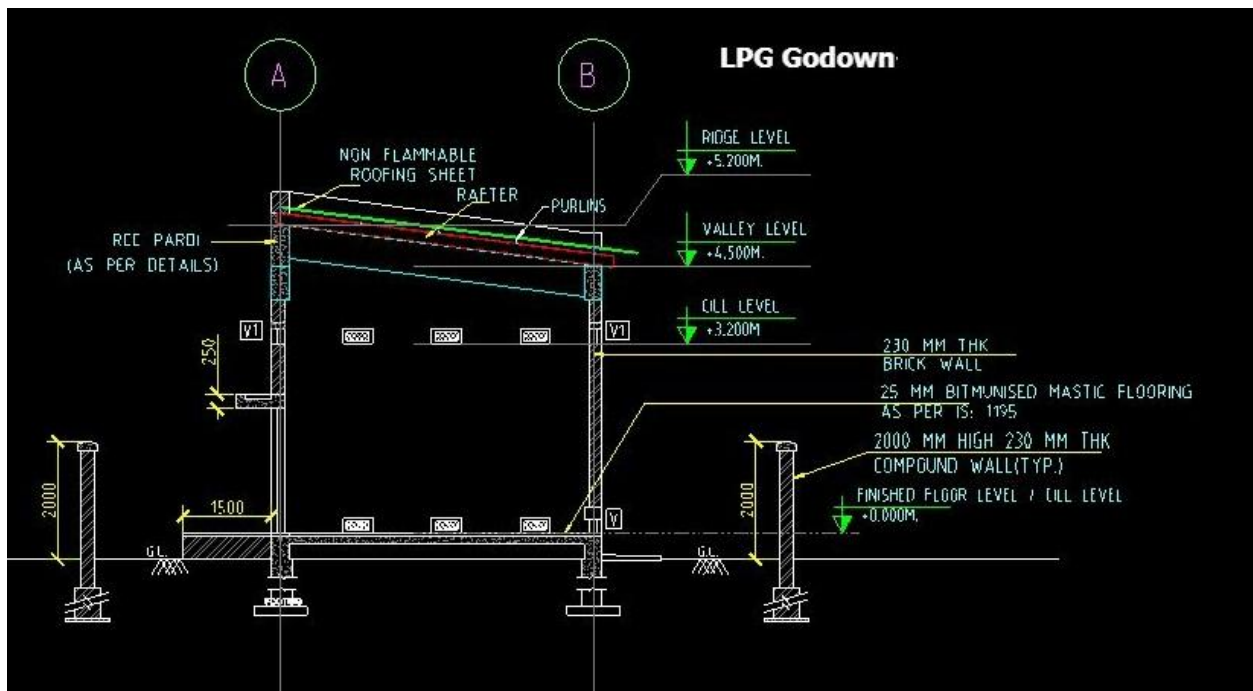 LPG Godown
A
B
NON FLAMMABLE
ROOFING SHEET
RAFTER
PURLINS
RIDGE LEVEL
+5.200M.
RCC PARDI
(AS PER DETAILS)
VALLEY LEVEL
+4.500M.
CILL LEVEL
+3.200M
V1
V1
250
230 MM THK
BRICK WALL
25 MM BITMUNISED MASTIC FLOORING
AS PER IS: 1195
2000 MM HIGH 230 MM THK
COMPOUND WALL(TYP.)
2000
1500
2000
FINISHED FLOOR LEVEL / CILL LEVEL
+0.000M.
V
G.L.
G.L.
FOOTING